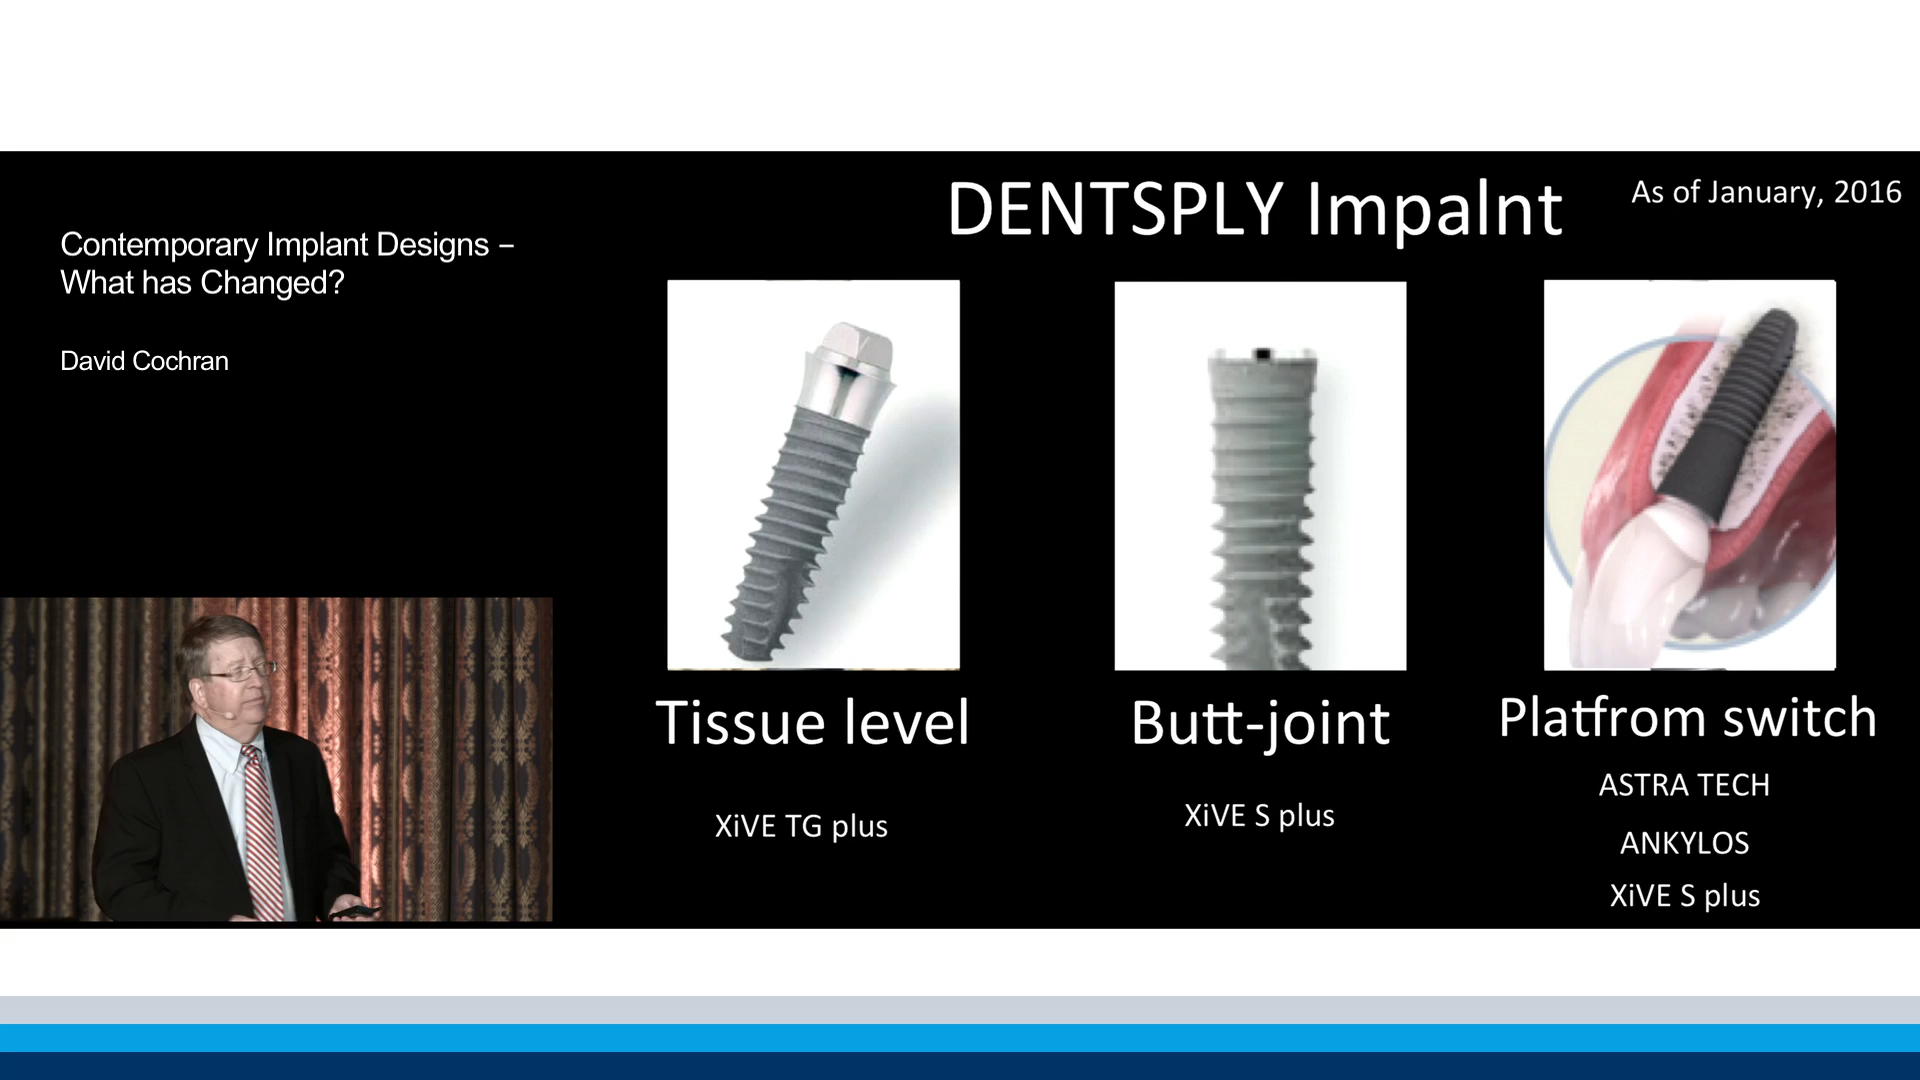 Contemporary Implant Designs –
What has Changed?
David Cochran
DENTSPLY Impalnt
As of January, 2016
Tissue level
XiVE TG plus
Butt-joint
XiVE S plus
Platfrom switch
ASTRA TECH
ANKYLOS
XiVE S plus